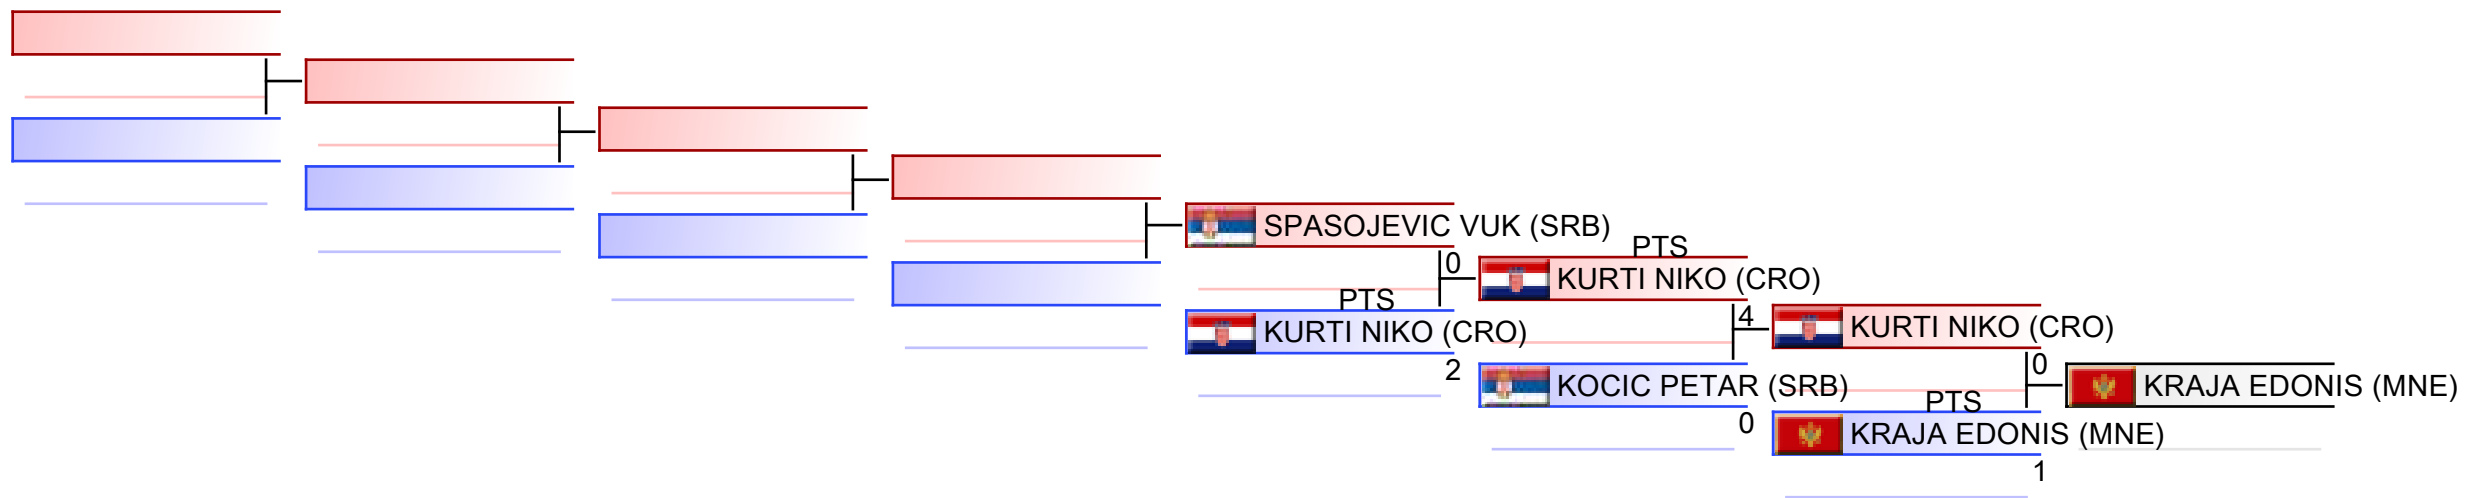 SPASOJEVIC VUK (SRB)
0
PTS
KURTI NIKO (CRO)
2
PTS
KURTI NIKO (CRO)
4
KOCIC PETAR (SRB)
0
KURTI NIKO (CRO)
0
PTS
KRAJA EDONIS (MNE)
1
KRAJA EDONIS (MNE)